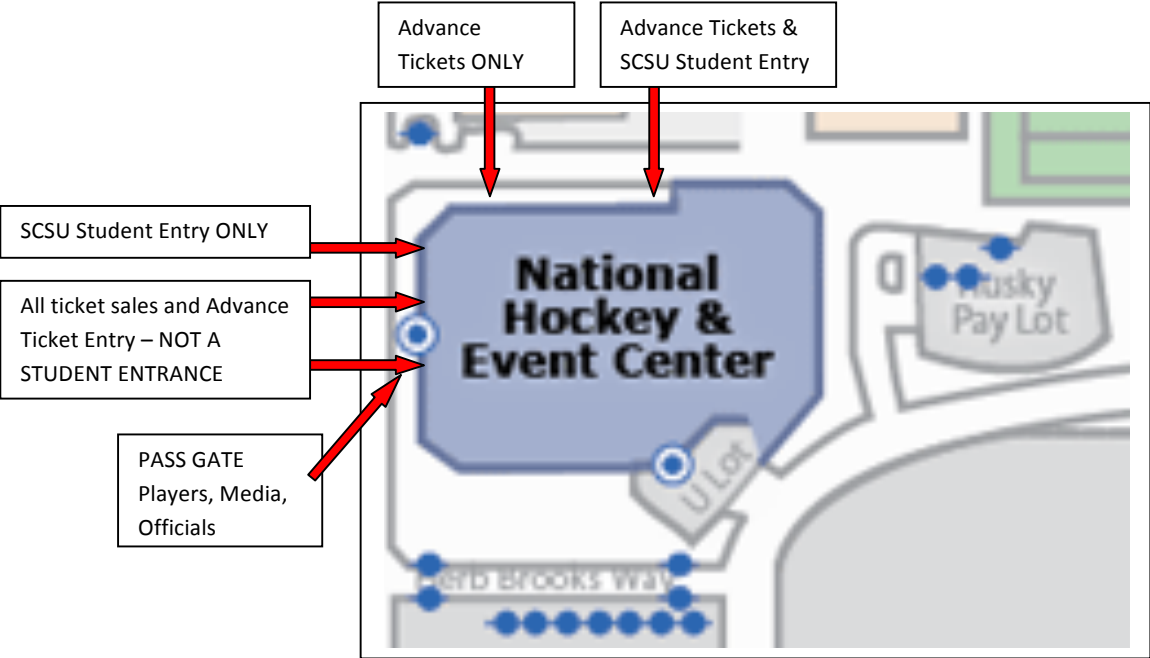 Advance
Tickets ONLY
Advance Tickets &
SCSU Student Entry
SCSU Student Entry ONLY
All ticket sales and Advance
Ticket Entry – NOT A
STUDENT ENTRANCE
PASS GATE
Players, Media,
Officials
National
Hockey &
Event Center
Husky
Pay Lot
U Lot
Herb Brooks Way